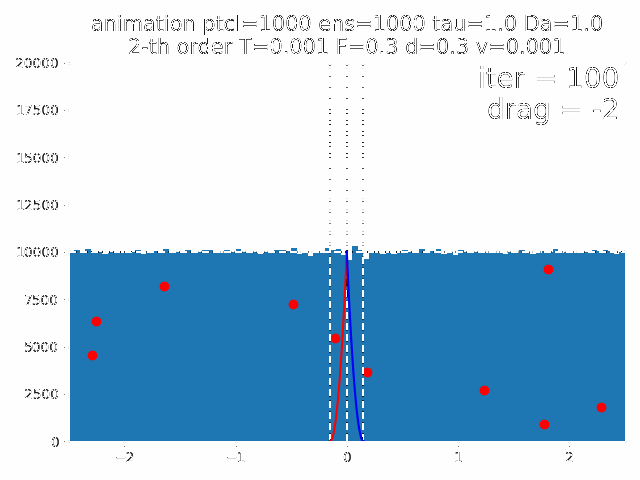 animation ptcl=1000 ens=1000 tau=1.0 Da=1.0
2-th order T=0.001 F=0.3 d=0.3 v=0.001
iter = 100
drag = -2
20000
17500
15000
12500
10000
7500
5000
2500
0
−2 −1 0 1 2